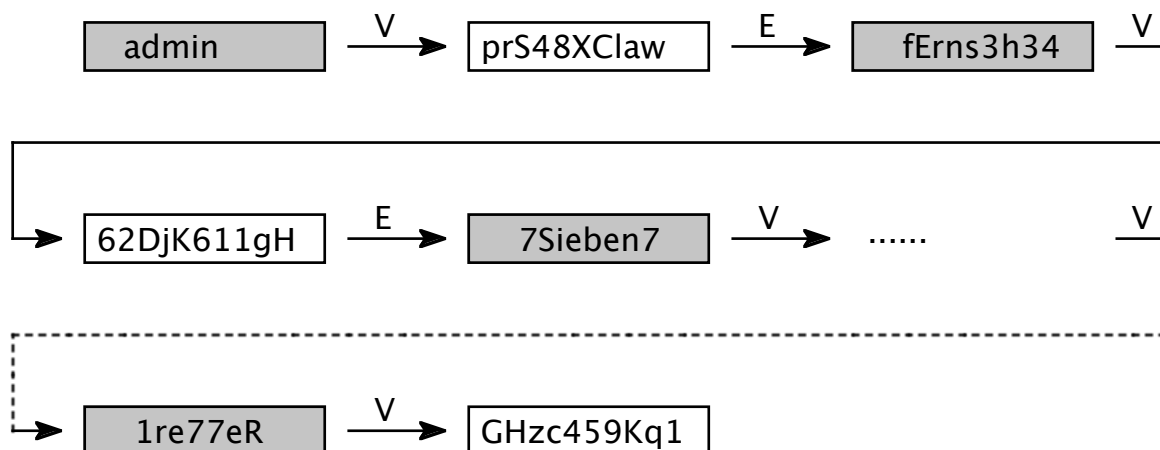 admin V prS48XClaw E fErns3h34 V
62DjK611gH E 7Sieben7 V ...... V
1re77eR V GHzc459Kq1